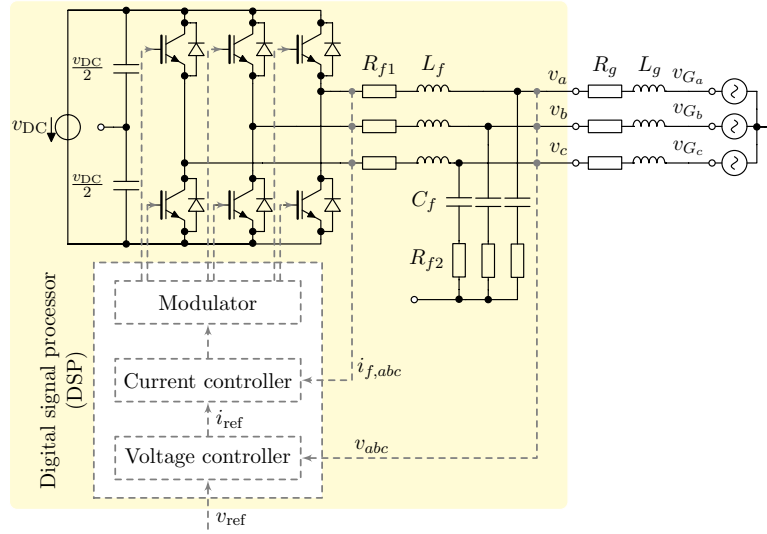 v_DC/2
v_DC
v_DC/2
R_f1
L_f
v_a
R_g
L_g
v_Ga
v_b
v_Gb
v_c
v_Gc
C_f
R_f2
Digital signal processor
(DSP)
Modulator
Current controller
i_f,abc
i_ref
Voltage controller
v_abc
v_ref